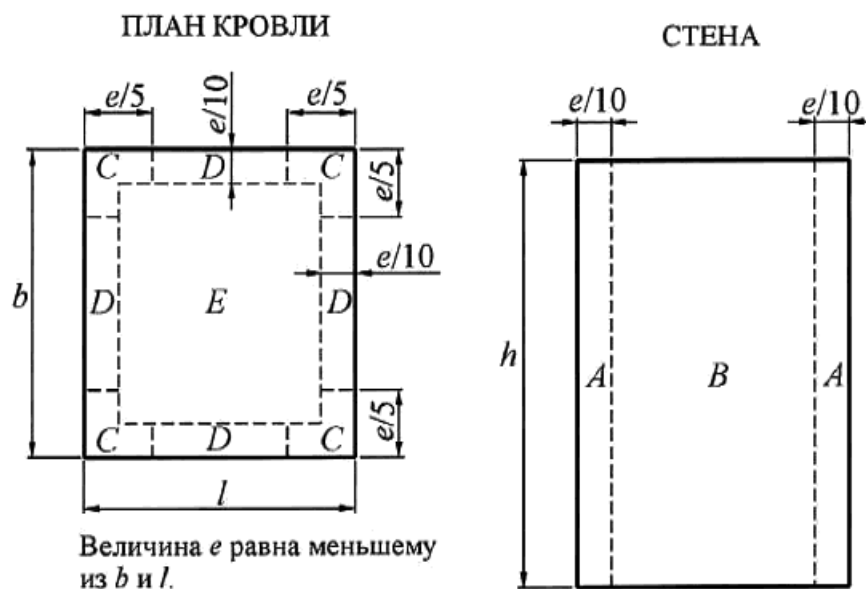 ПЛАН КРОВЛИ
СТЕНА
e/5
e/10
e/5
e/10
e/10
C
D
C
e/5
e/10
b
D
E
D
h
A
B
A
e/5
C
D
C
l
Величина e равна меньшему
из b и l.